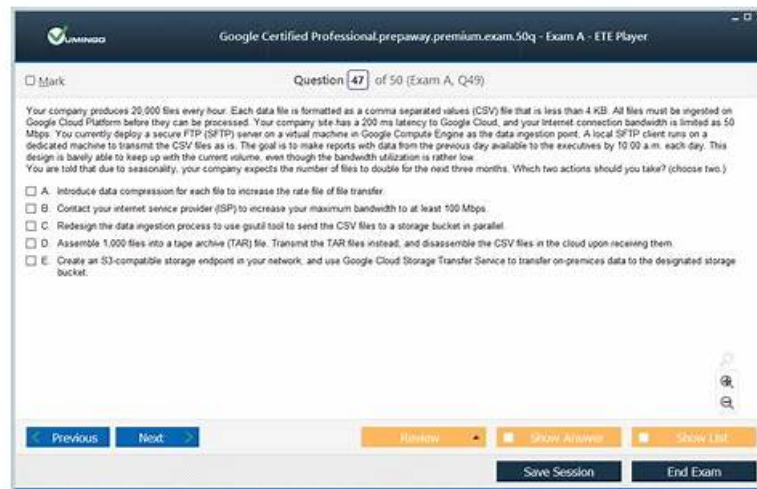 VUMINGO
Google Certified Professional.prepaway.premium.exam.50q - Exam A - ETE Player
Mark
Question 47 of 50 (Exam A, Q49)
Your company produces 20,000 files every hour. Each data file is formatted as a comma separated values (CSV) file that is less than 4 KB. All files must be ingested on
Google Cloud Platform before they can be processed. Your company site has a 200 ms latency to Google Cloud, and your Internet connection bandwidth is limited as 50
Mbps. You currently deploy a secure FTP (SFTP) server on a virtual machine in Google Compute Engine as the data ingestion point. A local SFTP client runs on a
dedicated machine to transmit the CSV files as is. The goal is to make reports with data from the previous day available to the executives by 10:00 a.m. each day. This
design is barely able to keep up with the current volume, even though the bandwidth utilization is rather low.
You are told that due to seasonality, your company expects the number of files to double for the next three months. Which two actions should you take? (choose two.)
A. Introduce data compression for each file to increase the rate file of file transfer.
B. Contact your internet service provider (ISP) to increase your maximum bandwidth to at least 100 Mbps.
C. Redesign the data ingestion process to use gsutil tool to send the CSV files to a storage bucket in parallel.
D. Assemble 1,000 files into a tape archive (TAR) file. Transmit the TAR files instead, and disassemble the CSV files in the cloud upon receiving them.
E. Create an S3-compatible storage endpoint in your network, and use Google Cloud Storage Transfer Service to transfer on-premices data to the designated storage
bucket.
Previous Next Review Show Answer Show List
Save Session End Exam